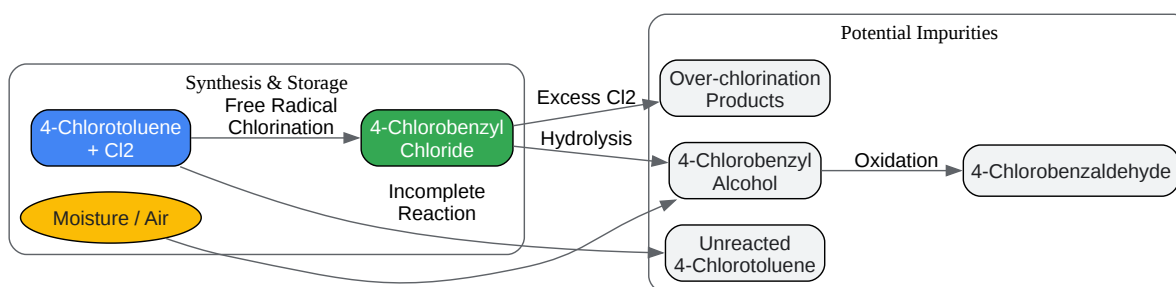 Potential Impurities
Synthesis & Storage
Free Radical
Chlorination
4-Chlorotoluene
+ Cl2
4-Chlorobenzyl
Chloride
Moisture / Air
Incomplete
Reaction
Excess Cl2
Hydrolysis
Over-chlorination
Products
4-Chlorobenzyl
Alcohol
Oxidation
4-Chlorobenzaldehyde
Unreacted
4-Chlorotoluene